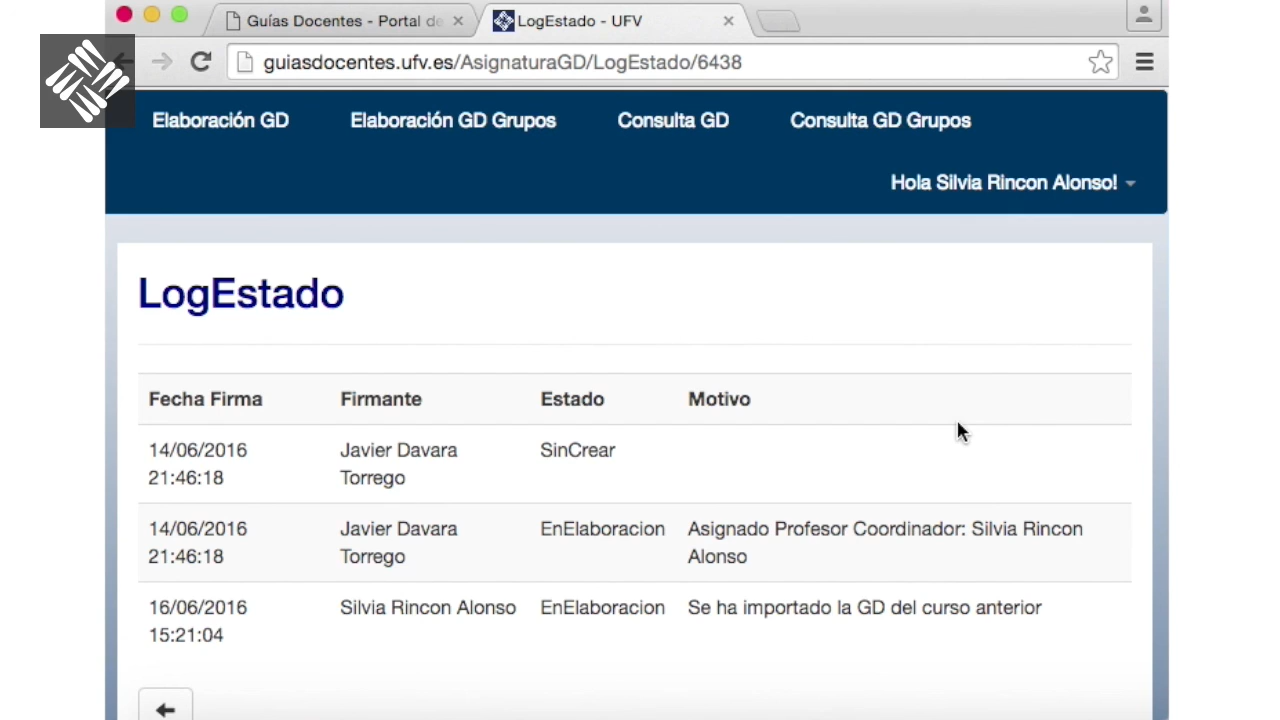 Guías Docentes - Portal de
LogEstado - UFV
guiasdocentes.ufv.es/AsignaturaGD/LogEstado/6438
Elaboración GD Elaboración GD Grupos Consulta GD Consulta GD Grupos
Hola Silvia Rincon Alonso!
LogEstado
Fecha Firma Firmante Estado Motivo
14/06/2016 Javier Davara SinCrear
21:46:18 Torrego
14/06/2016 Javier Davara EnElaboracion Asignado Profesor Coordinador: Silvia Rincon
21:46:18 Torrego Alonso
16/06/2016 Silvia Rincon Alonso EnElaboracion Se ha importado la GD del curso anterior
15:21:04